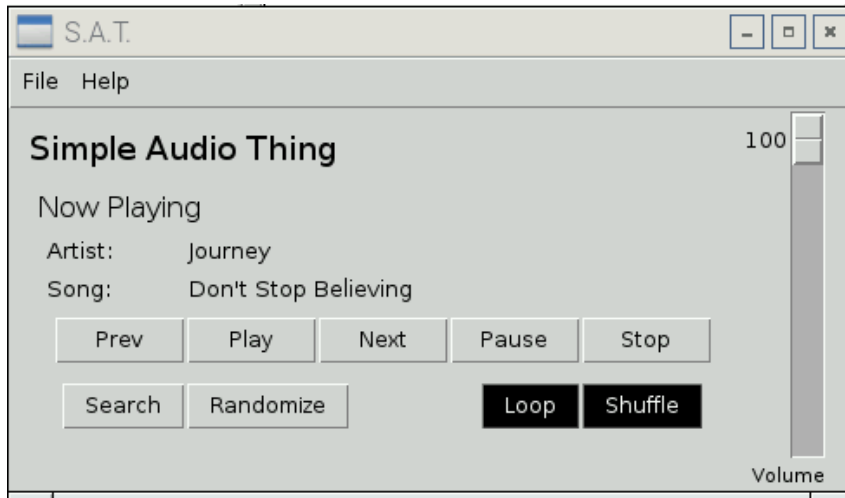 S.A.T.
File Help
Simple Audio Thing
100
Now Playing
Artist: Journey
Song: Don't Stop Believing
Prev Play Next Pause Stop
Search Randomize Loop Shuffle
Volume